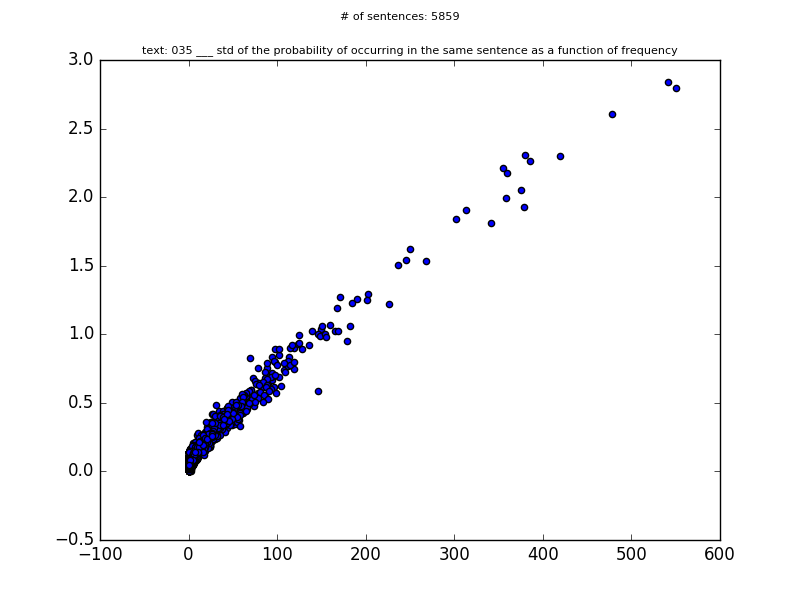 # of sentences: 5859
text: 035 ___ std of the probability of occurring in the same sentence as a function of frequency
3.0
2.5
2.0
1.5
1.0
0.5
0.0
−0.5
−100 0 100 200 300 400 500 600